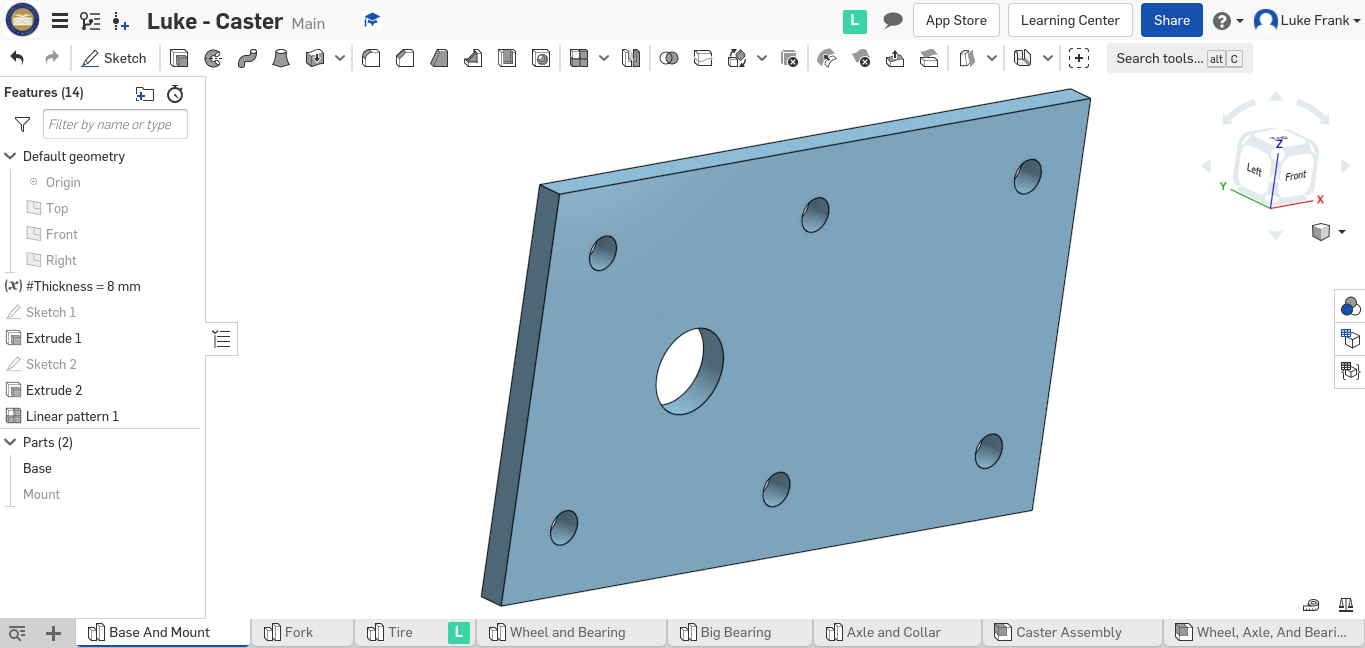 Luke - Caster Main
L
App Store
Learning Center
Share
?
Luke Frank
Sketch
Search tools... alt C
Features (14)
Filter by name or type
Default geometry
Origin
Top
Front
Right
(x) #Thickness = 8 mm
Sketch 1
Extrude 1
Sketch 2
Extrude 2
Linear pattern 1
Parts (2)
Base
Mount
Z
Left
Front
Y
X
Base And Mount
Fork
Tire
L
Wheel and Bearing
Big Bearing
Axle and Collar
Caster Assembly
Wheel, Axle, And Beari...